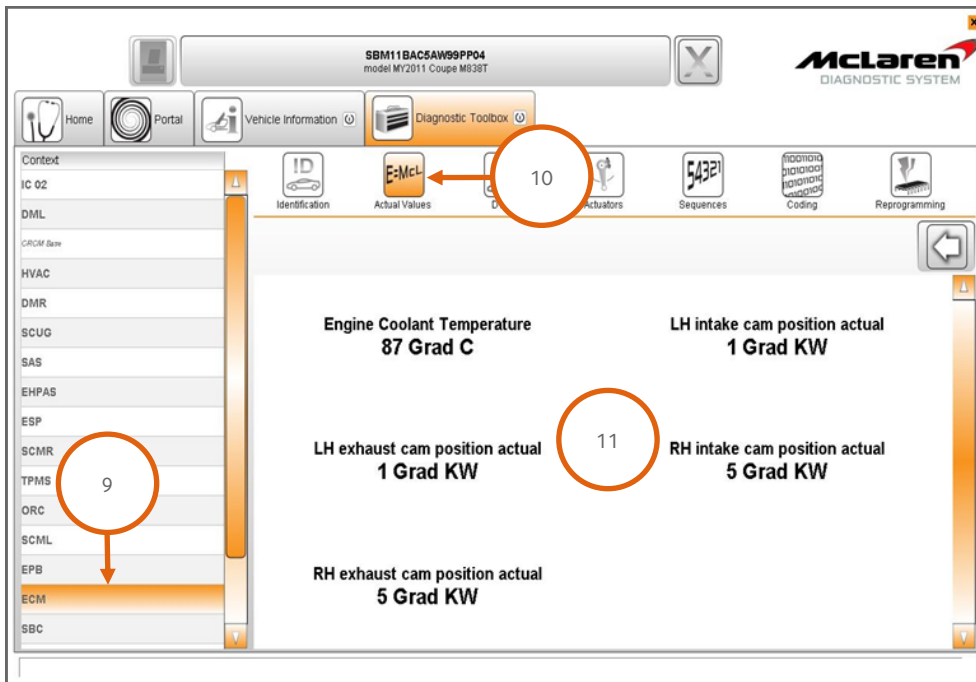 SBM11BAC5AW99PP04
model MY2011 Coupe M838T
McLaren
DIAGNOSTIC SYSTEM
Home
Portal
Vehicle Information
Diagnostic Toolbox
Context
IC 02
DML
CRCM Base
HVAC
DMR
SCUG
SAS
EHPAS
ESP
SCMR
TPMS
ORC
SCML
EPB
ECM
SBC
9
ID
Identification
E=McL
Actual Values
10
Actuators
54321
Sequences
Coding
Reprogramming
Engine Coolant Temperature
87 Grad C
LH intake cam position actual
1 Grad KW
LH exhaust cam position actual
1 Grad KW
11
RH intake cam position actual
5 Grad KW
RH exhaust cam position actual
5 Grad KW